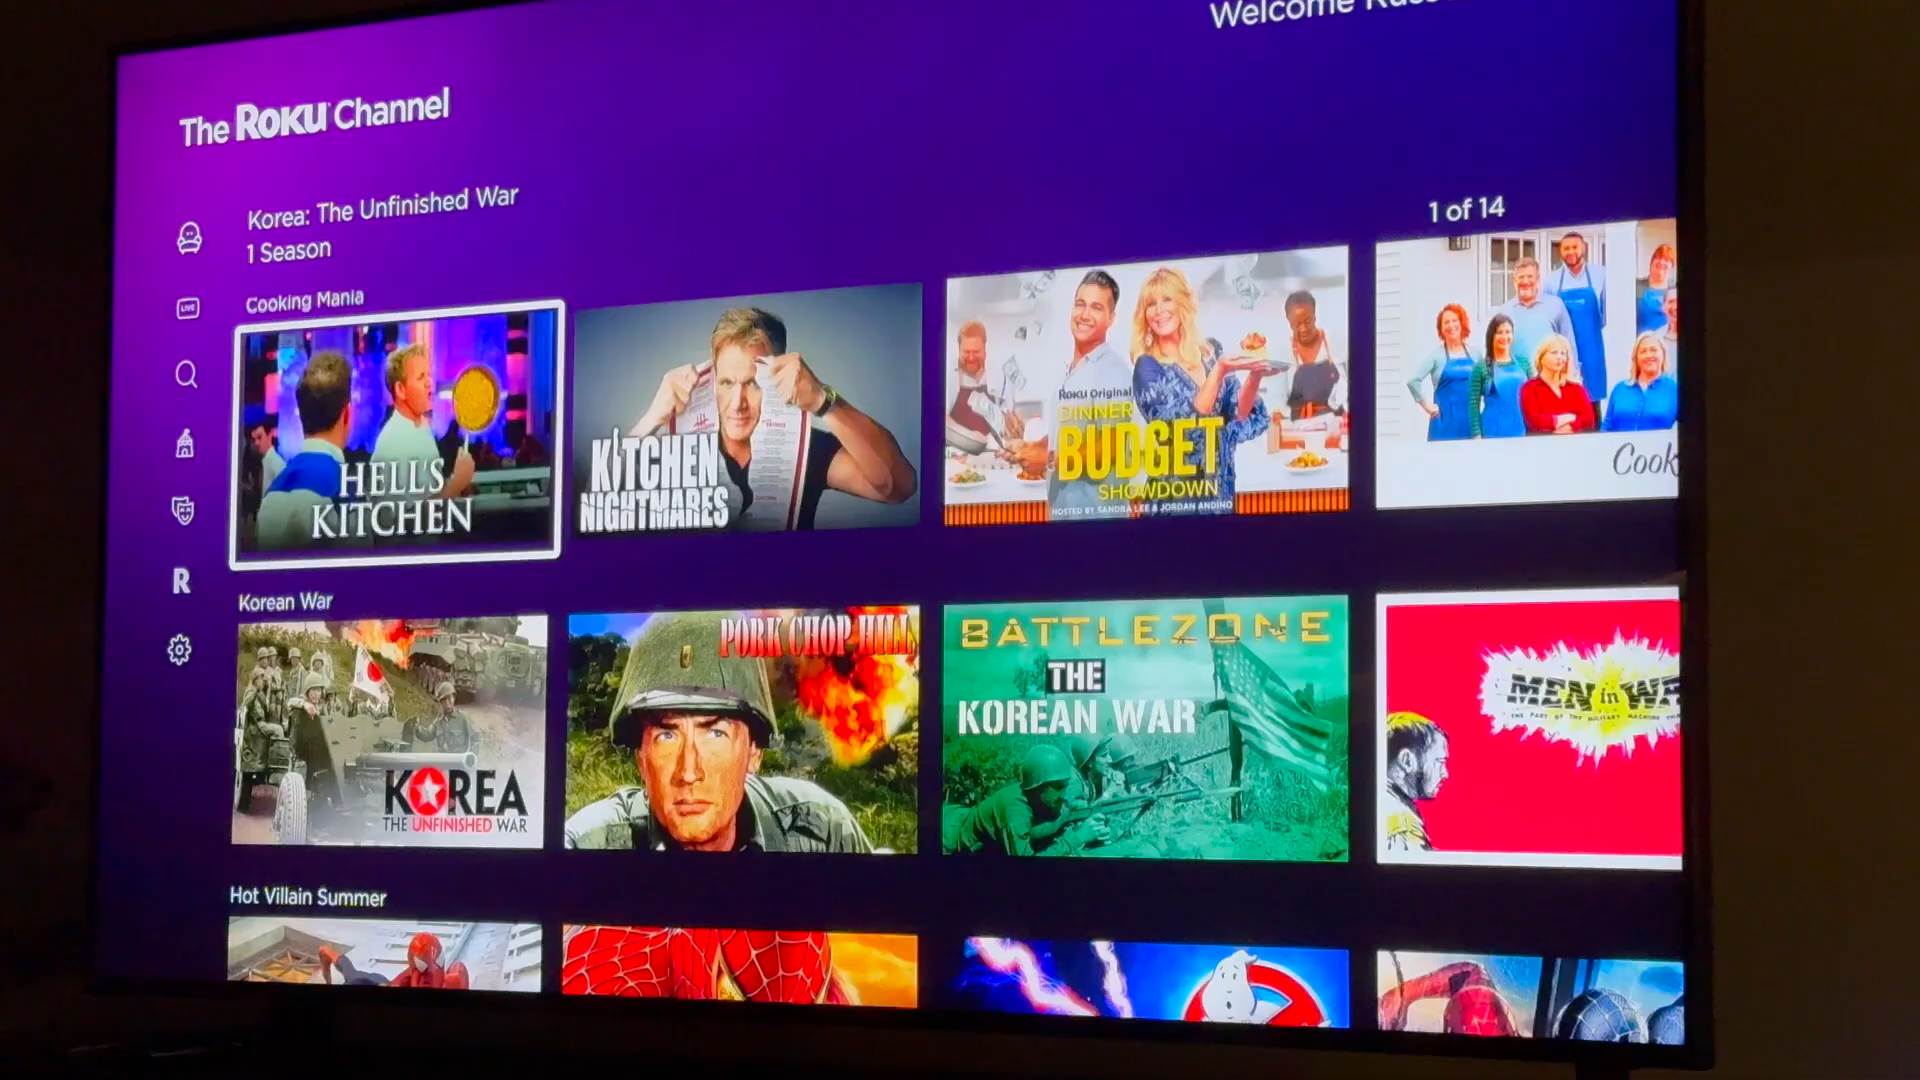 Welcome
The Roku Channel
Korea: The Unfinished War
1 Season
1 of 14
Cooking Mania
LIVE
HELL'S
KITCHEN
KITCHEN
NIGHTMARES
Roku Original
DINNER
BUDGET
SHOWDOWN
HOSTED BY SANDRA LEE & JORDAN ANDINO
Cook
R
Korean War
KOREA
THE UNFINISHED WAR
PORK CHOP HILL
BATTLEZONE
THE
KOREAN WAR
MEN in WA
Hot Villain Summer